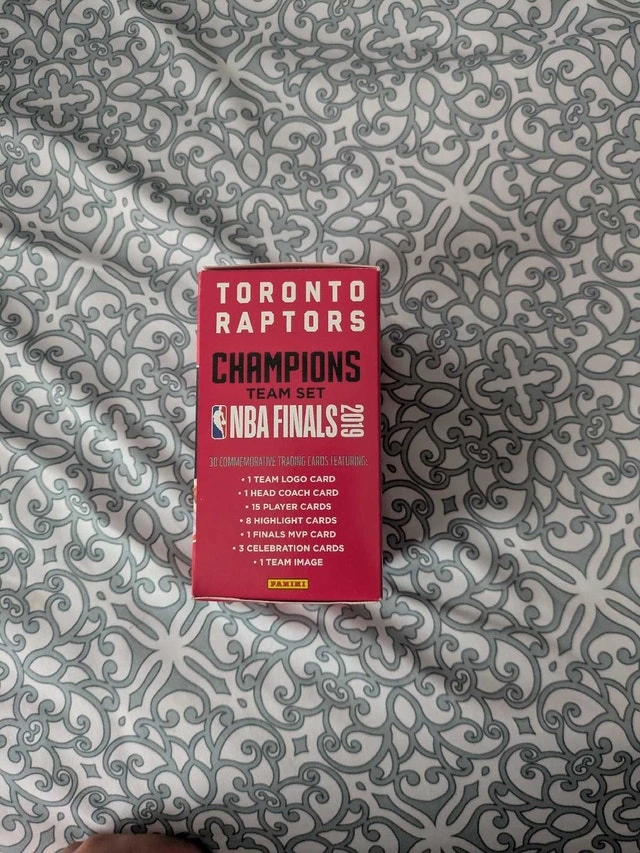 TORONTO
RAPTORS
CHAMPIONS
TEAM SET
NBA FINALS 2019
30 COMMEMORATIVE TRADING CARDS FEATURING:
• 1 TEAM LOGO CARD
• 1 HEAD COACH CARD
• 15 PLAYER CARDS
• 8 HIGHLIGHT CARDS
• 1 FINALS MVP CARD
• 3 CELEBRATION CARDS
• 1 TEAM IMAGE
PANINI